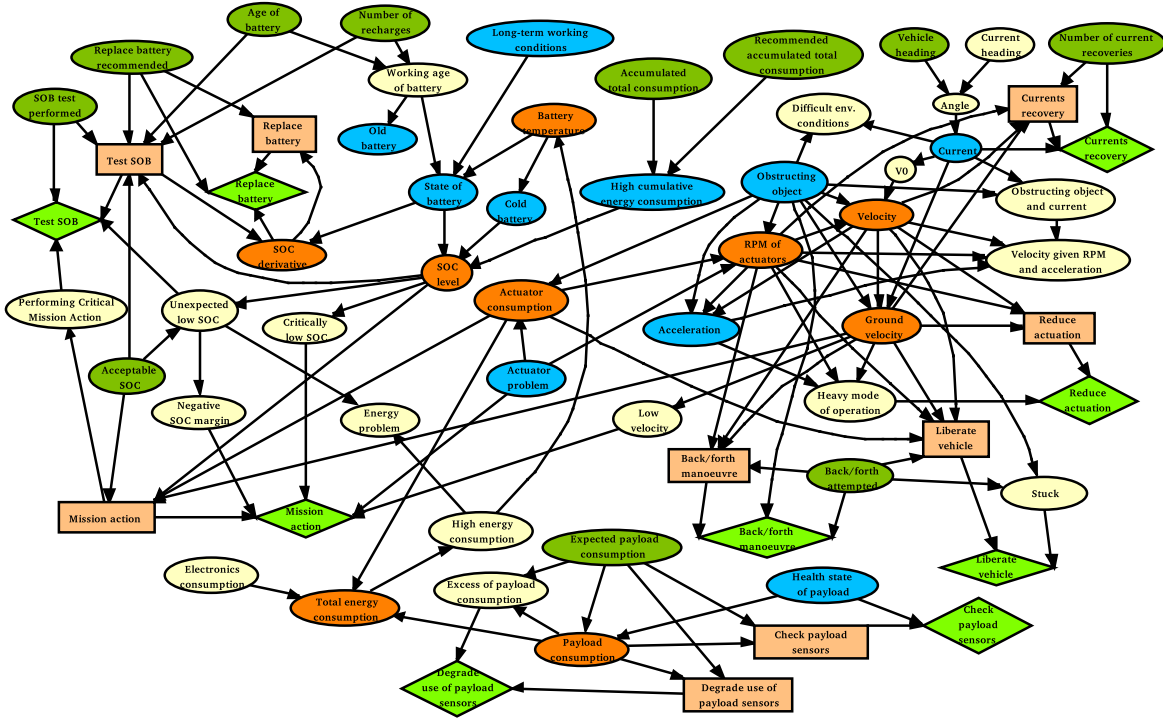 Age of
battery
Number of
recharges
Long-term working
conditions
Recommended
accumulated total
consumption
Vehicle
heading
Current
heading
Number of current
recoveries
Replace battery
recommended
Working age
of battery
Accumulated
total consumption
SOB test
performed
Replace
battery
Old
battery
Battery
temperature
Difficult env.
conditions
Angle
Currents
recovery
Test SOB
Current
Currents
recovery
V0
Replace
battery
State of
battery
Cold
battery
High cumulative
energy consumption
Obstructing
object
Obstructing object
and current
Test SOB
Velocity
SOC
derivative
SOC
level
RPM of
actuators
Velocity given RPM
and acceleration
Performing Critical
Mission Action
Unexpected
low SOC
Critically
low SOC
Actuator
consumption
Acceleration
Ground
velocity
Reduce
actuation
Acceptable
SOC
Actuator
problem
Negative
SOC margin
Energy
problem
Low
velocity
Heavy mode
of operation
Reduce
actuation
Liberate
vehicle
Back/forth
manoeuvre
Back/forth
attempted
Stuck
Mission action
Mission
action
High energy
consumption
Expected payload
consumption
Back/forth
manoeuvre
Liberate
vehicle
Electronics
consumption
Excess of payload
consumption
Health state
of payload
Total energy
consumption
Check
payload
sensors
Payload
consumption
Check payload
sensors
Degrade
use of payload
sensors
Degrade use of
payload sensors